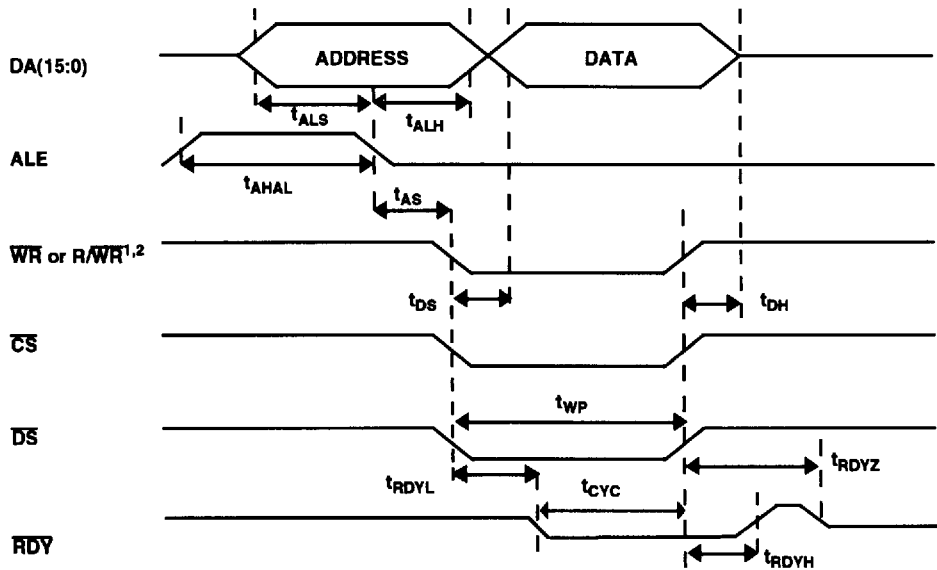 DA(15:0)
ADDRESS
DATA
tALS
tALH
ALE
tAHAL
tAS
WR or R/WR1,2
tDS
tDH
CS
tWP
DS
tRDYZ
tRDYL
tCYC
RDY
tRDYH